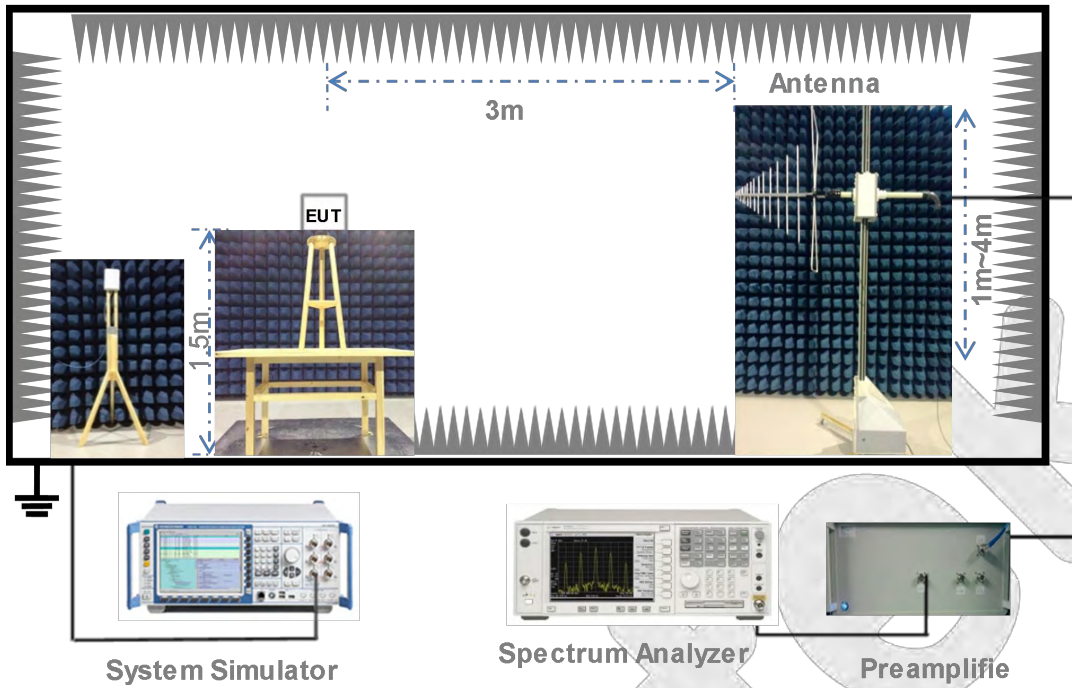 Antenna
3m
EUT
1.5m
1m~4m
System Simulator
Spectrum Analyzer
Preamplifie